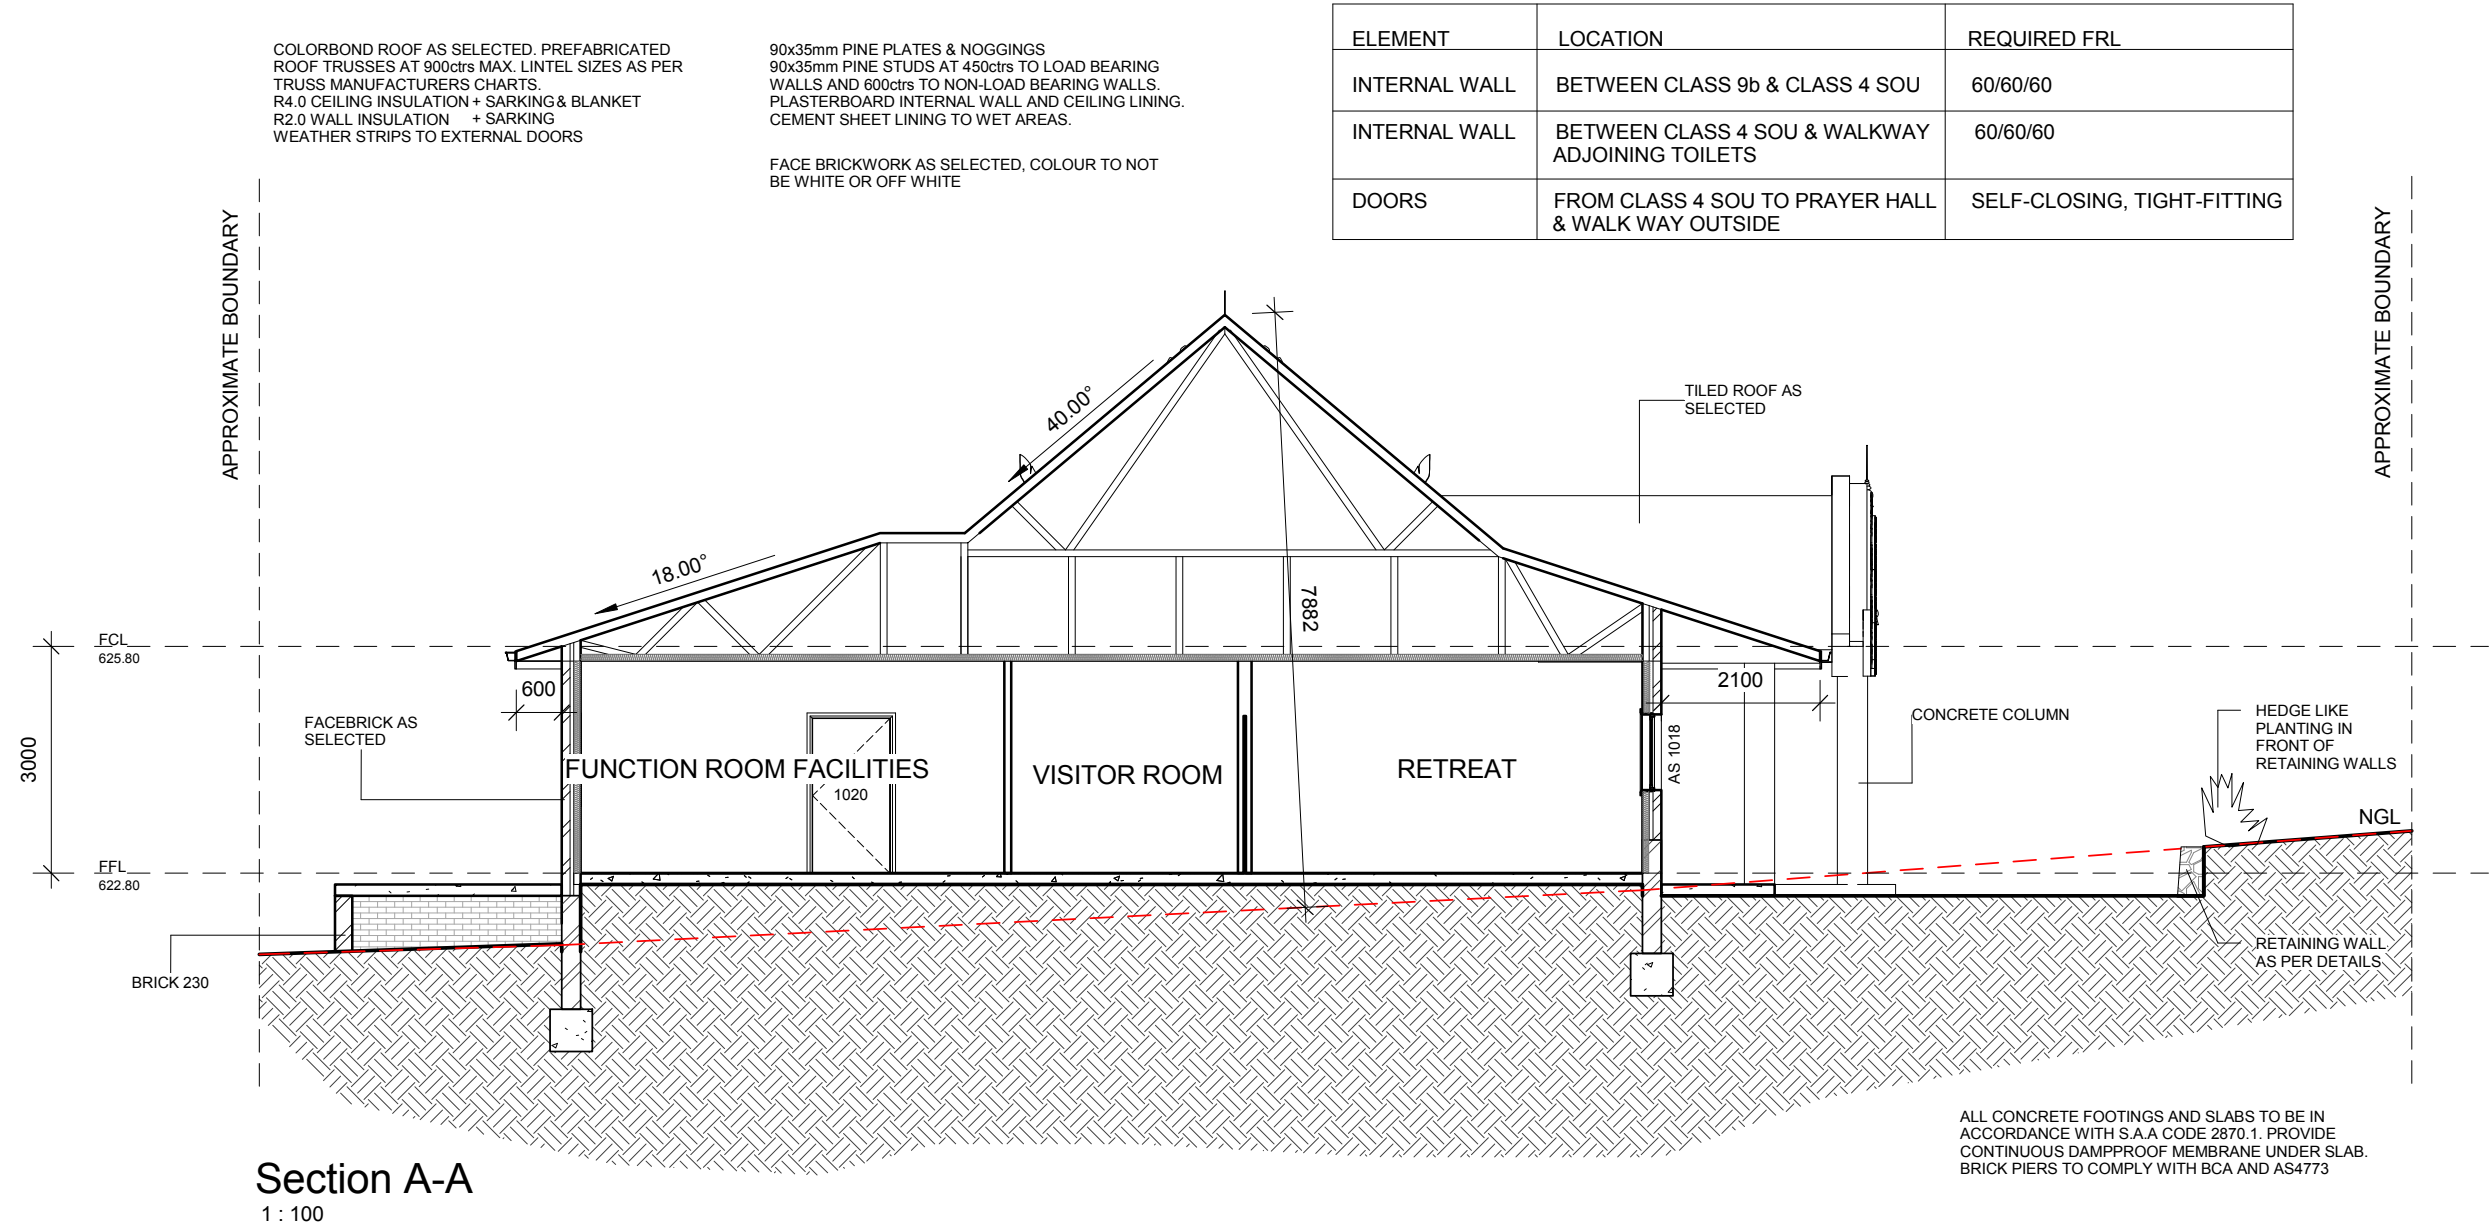 COLORBOND ROOF AS SELECTED. PREFABRICATED
ROOF TRUSSES AT 900ctrs MAX. LINTEL SIZES AS PER
TRUSS MANUFACTURERS CHARTS.
R4.0 CEILING INSULATION + SARKING & BLANKET
R2.0 WALL INSULATION + SARKING
WEATHER STRIPS TO EXTERNAL DOORS
90x35mm PINE PLATES & NOGGINGS
90x35mm PINE STUDS AT 450ctrs TO LOAD BEARING
WALLS AND 600ctrs TO NON-LOAD BEARING WALLS.
PLASTERBOARD INTERNAL WALL AND CEILING LINING.
CEMENT SHEET LINING TO WET AREAS.
FACE BRICKWORK AS SELECTED, COLOUR TO NOT
BE WHITE OR OFF WHITE
ELEMENT LOCATION REQUIRED FRL
INTERNAL WALL BETWEEN CLASS 9b & CLASS 4 SOU 60/60/60
INTERNAL WALL BETWEEN CLASS 4 SOU & WALKWAY 60/60/60
ADJOINING TOILETS
DOORS FROM CLASS 4 SOU TO PRAYER HALL SELF-CLOSING, TIGHT-FITTING
& WALK WAY OUTSIDE
APPROXIMATE BOUNDARY
APPROXIMATE BOUNDARY
40.00°
TILED ROOF AS
SELECTED
18.00°
7882
FCL
625.80
600
2100
3000
FACEBRICK AS
SELECTED
FUNCTION ROOM FACILITIES
1020
VISITOR ROOM
RETREAT
AS 1018
CONCRETE COLUMN
HEDGE LIKE
PLANTING IN
FRONT OF
RETAINING WALLS
NGL
FFL
622.80
BRICK 230
RETAINING WALL
AS PER DETAILS
ALL CONCRETE FOOTINGS AND SLABS TO BE IN
ACCORDANCE WITH S.A.A CODE 2870.1. PROVIDE
CONTINUOUS DAMPPROOF MEMBRANE UNDER SLAB.
BRICK PIERS TO COMPLY WITH BCA AND AS4773
Section A-A
1 : 100